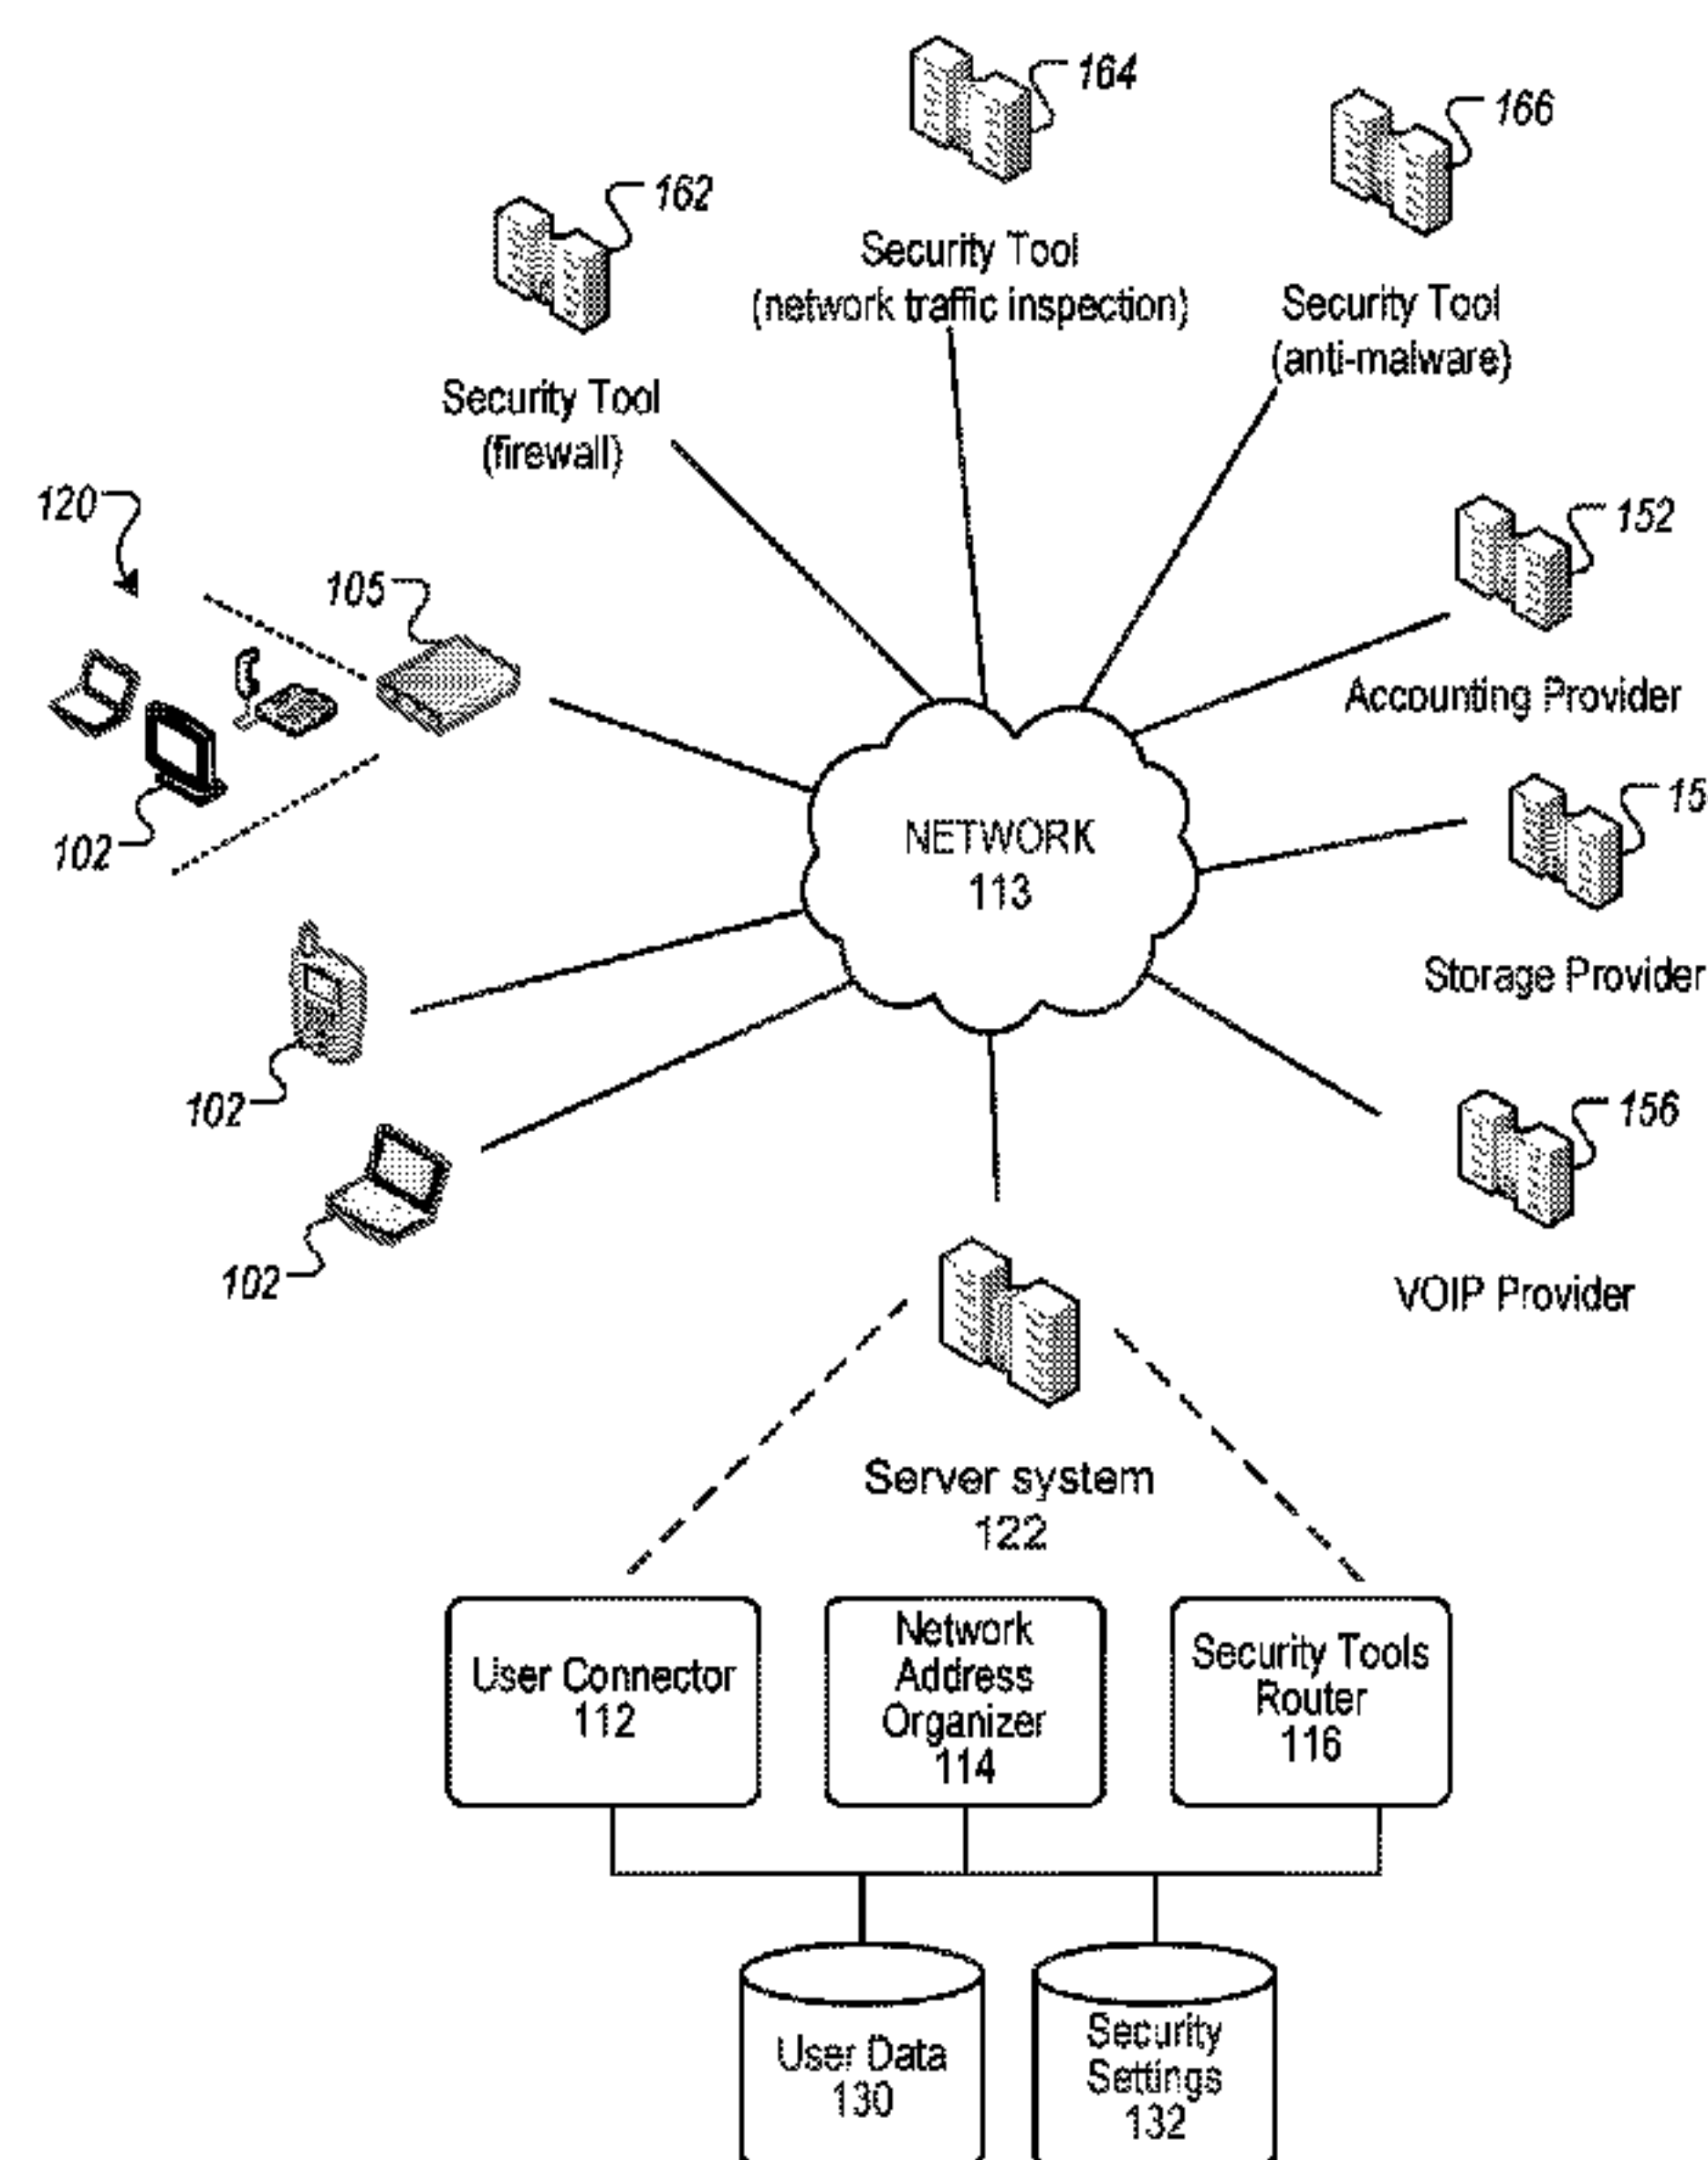 164
166
162
Security Tool
(network traffic inspection)
Security Tool
(anti-malware)
Security Tool
(firewall)
120
105
152
Accounting Provider
102
NETWORK
113
15
Storage Provider
102
156
102
VOIP Provider
Server system
122
User Connector
112
Network
Address
Organizer
114
Security Tools
Router
116
User Data
130
Security
Settings
132